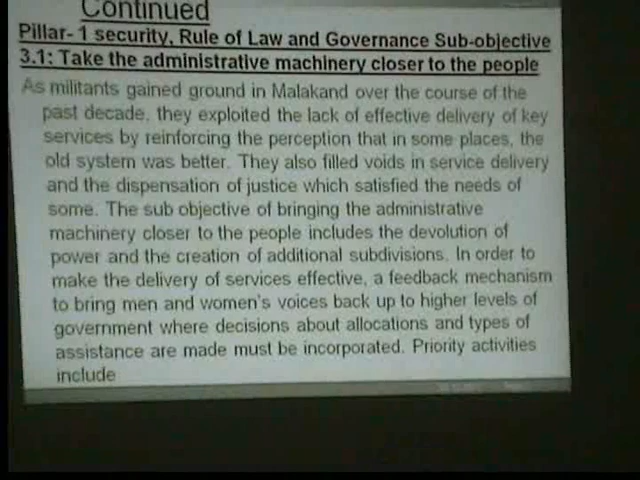 Continued
Pillar- 1 security, Rule of Law and Governance Sub-objective
3.1: Take the administrative machinery closer to the people
As militants gained ground in Malakand over the course of the
past decade, they exploited the lack of effective delivery of key
services by reinforcing the perception that in some places, the
old system was better. They also filled voids in service delivery
and the dispensation of justice which satisfied the needs of
some. The sub objective of bringing the administrative
machinery closer to the people includes the devolution of
power and the creation of additional subdivisions. In order to
make the delivery of services effective, a feedback mechanism
to bring men and women's voices back up to higher levels of
government where decisions about allocations and types of
assistance are made must be incorporated. Priority activities
include